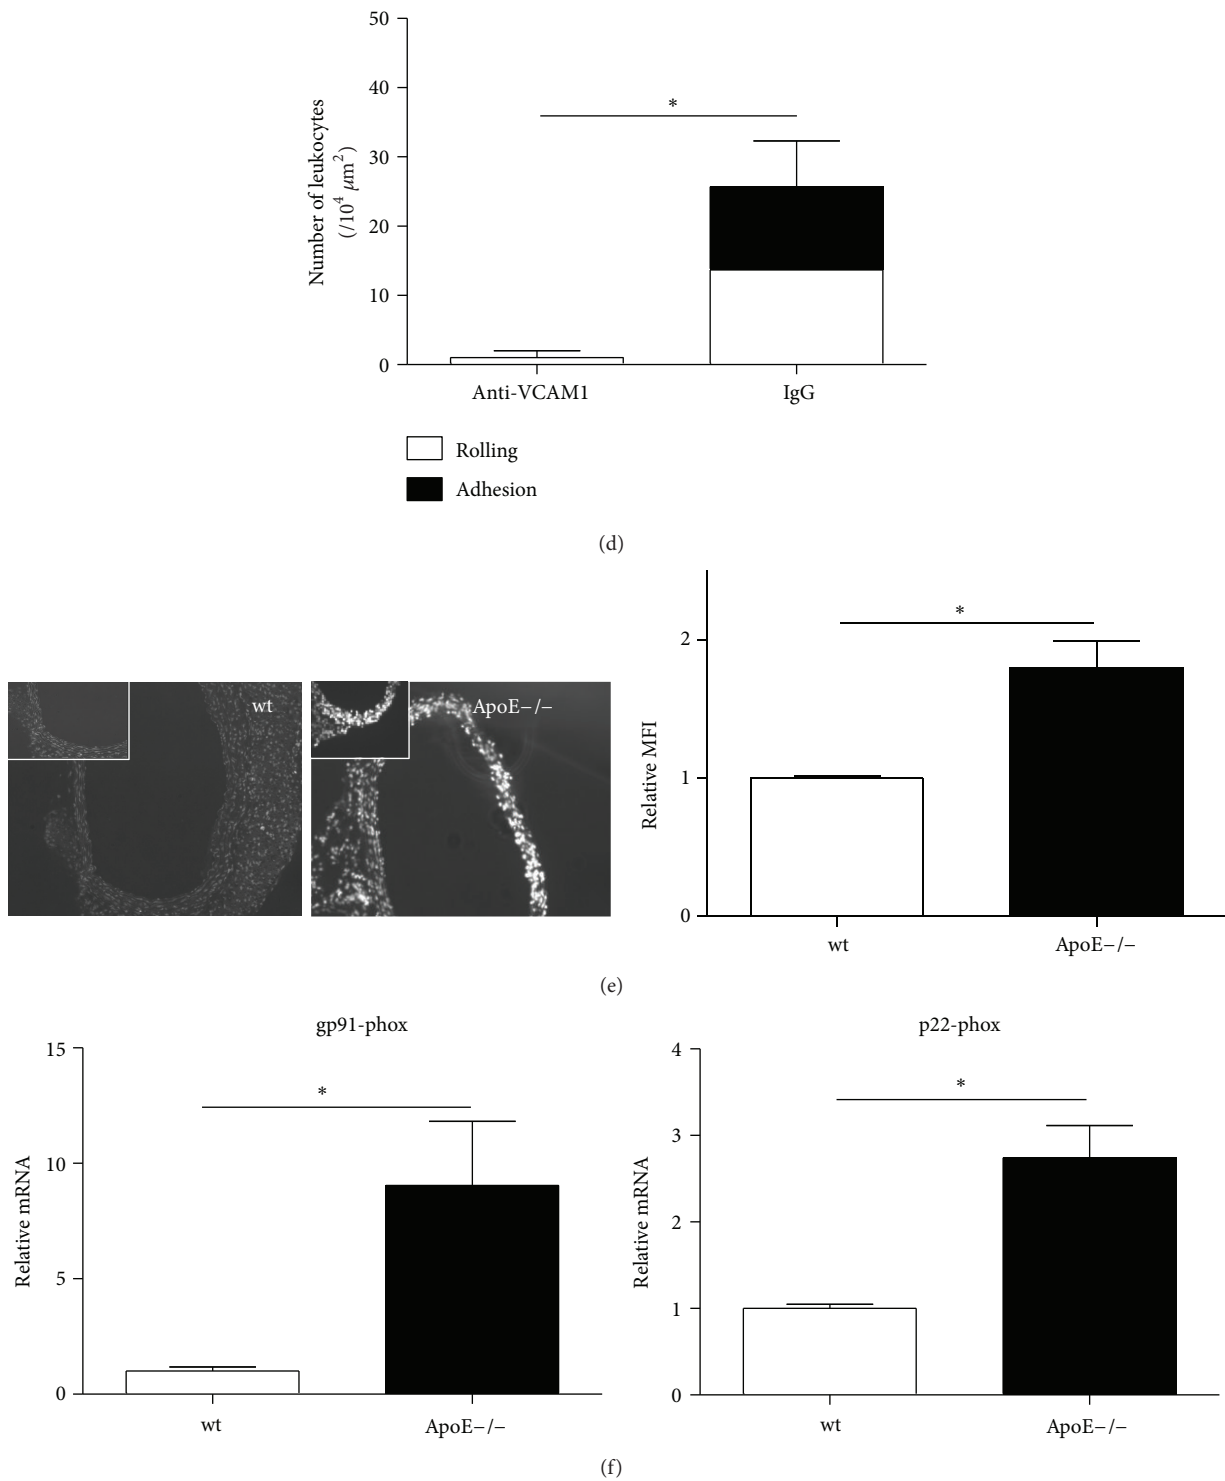 50
40
30
20
10
0
Number of leukocytes
(/10⁴ μm²)
*
Anti-VCAM1 IgG
Rolling
Adhesion
(d)
wt
ApoE−/−
2
1
0
Relative MFI
*
wt ApoE−/−
(e)
gp91-phox
15
10
5
0
Relative mRNA
*
wt ApoE−/−
p22-phox
4
3
2
1
0
Relative mRNA
*
wt ApoE−/−
(f)